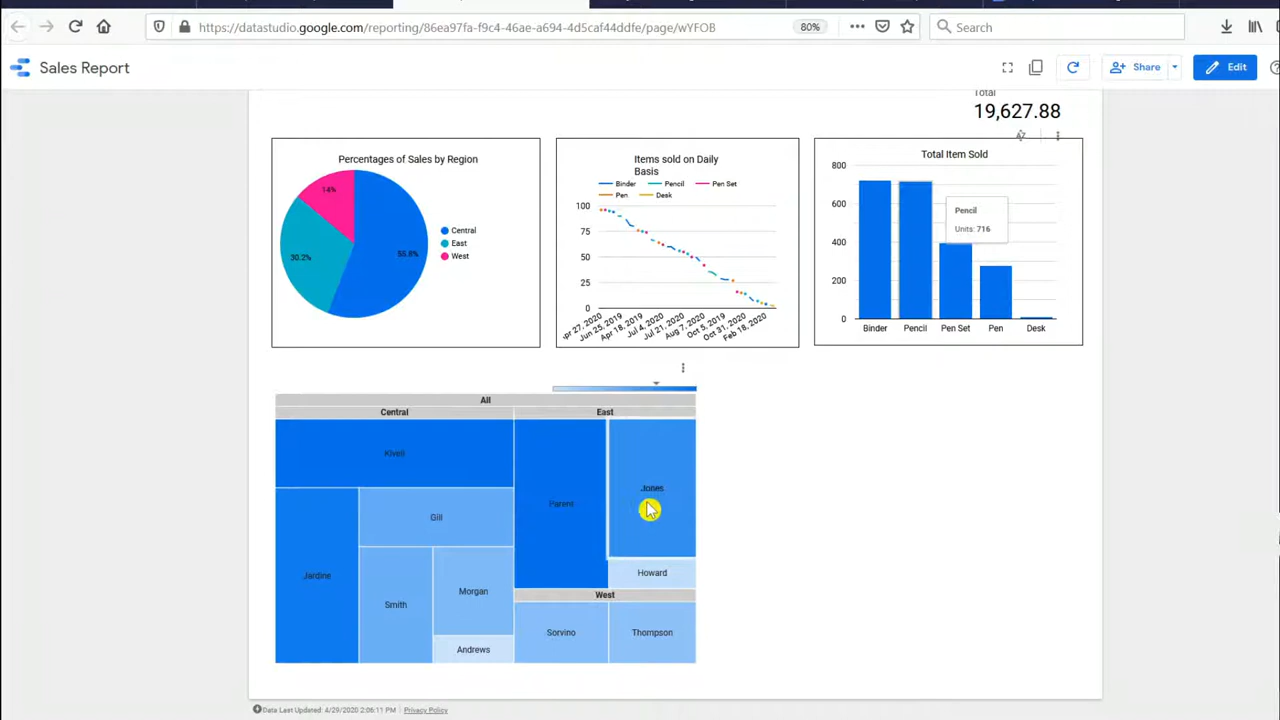 https://datastudio.google.com/reporting/86ea97fa-f9c4-46ae-a694-4d5caf44ddfe/page/wYFOB
80%
Search
Sales Report
Share
Edit
Total
19,627.88
Percentages of Sales by Region
14%
30.2%
55.8%
Central
East
West
Items sold on Daily
Basis
Binder Pencil Pen Set
Pen Desk
100
75
50
25
0
pr 27, 2020
Jun 25, 2019
Apr 18, 2019
Jul 4, 2020
Jul 21, 2020
Aug 7, 2020
Oct 5, 2019
Oct 31, 2020
Feb 18, 2020
Total Item Sold
800
600
400
200
0
Pencil
Units: 716
Binder Pencil Pen Set Pen Desk
All
Central East
Kivell
Jardine
Gill
Smith
Morgan
Andrews
Parent
Jones
Howard
West
Sorvino Thompson
Data Last Updated: 4/29/2020 2:06:11 PM Privacy Policy